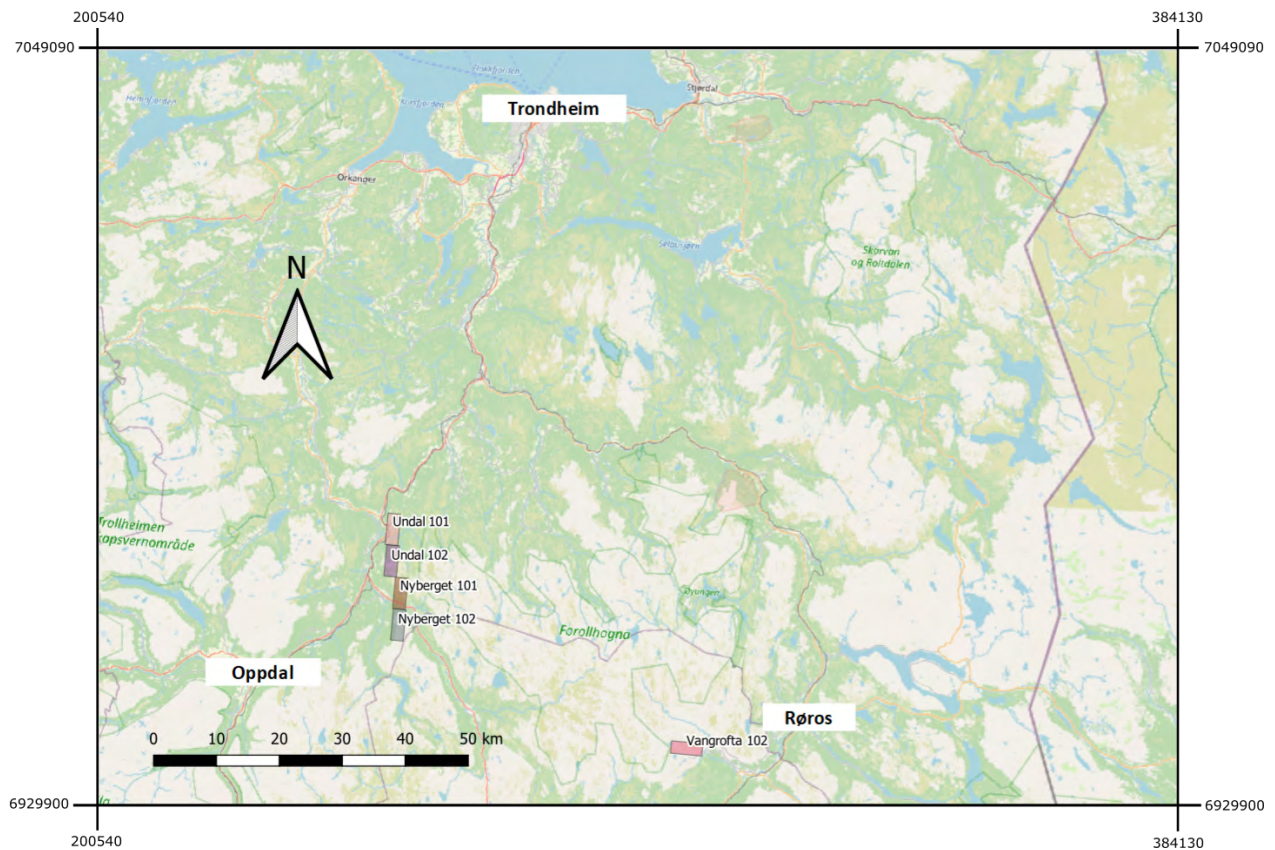 200540
384130
7049090
7049090
Stjørdal
Trondheim
Orkanger
Skarvan
og Roltdalen
N
Undal 101
Trollheimen
Undal 102
Nyberget 101
Nyberget 102
Forollhogna
Oppdal
Røros
Vangrofta 102
0 10 20 30 40 50 km
6929900
6929900
200540
384130